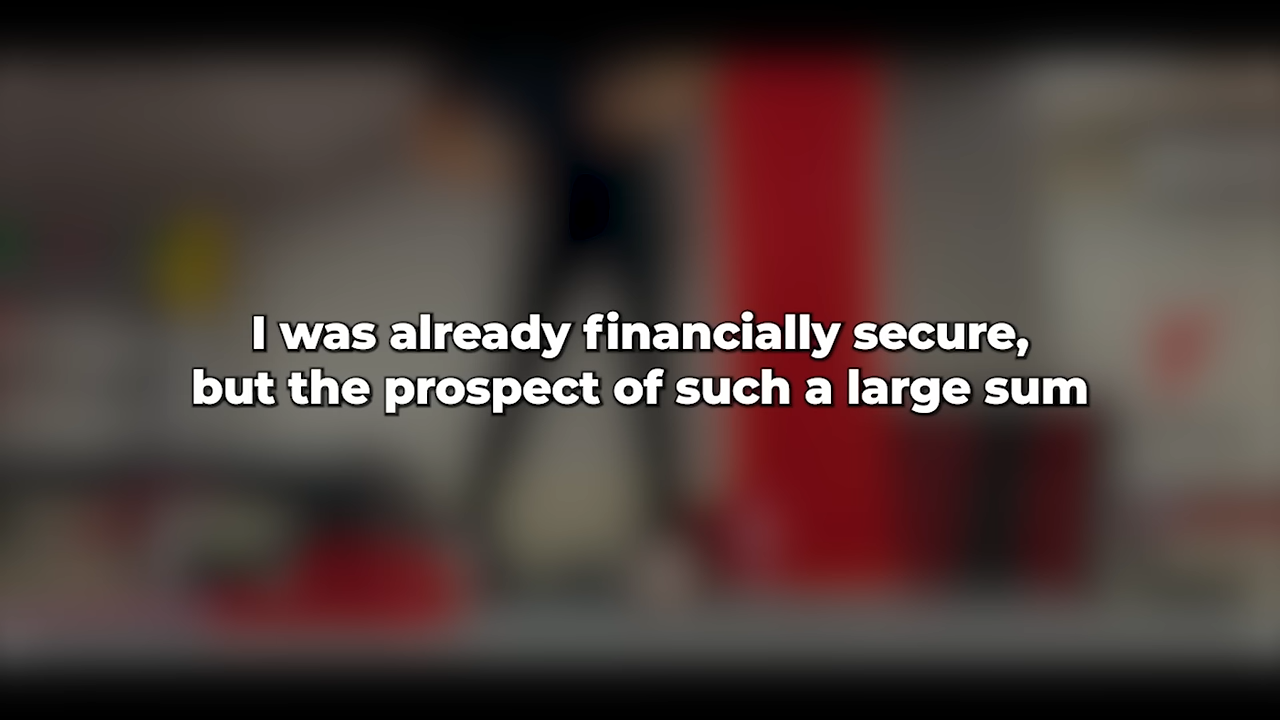 I was already financially secure,
but the prospect of such a large sum